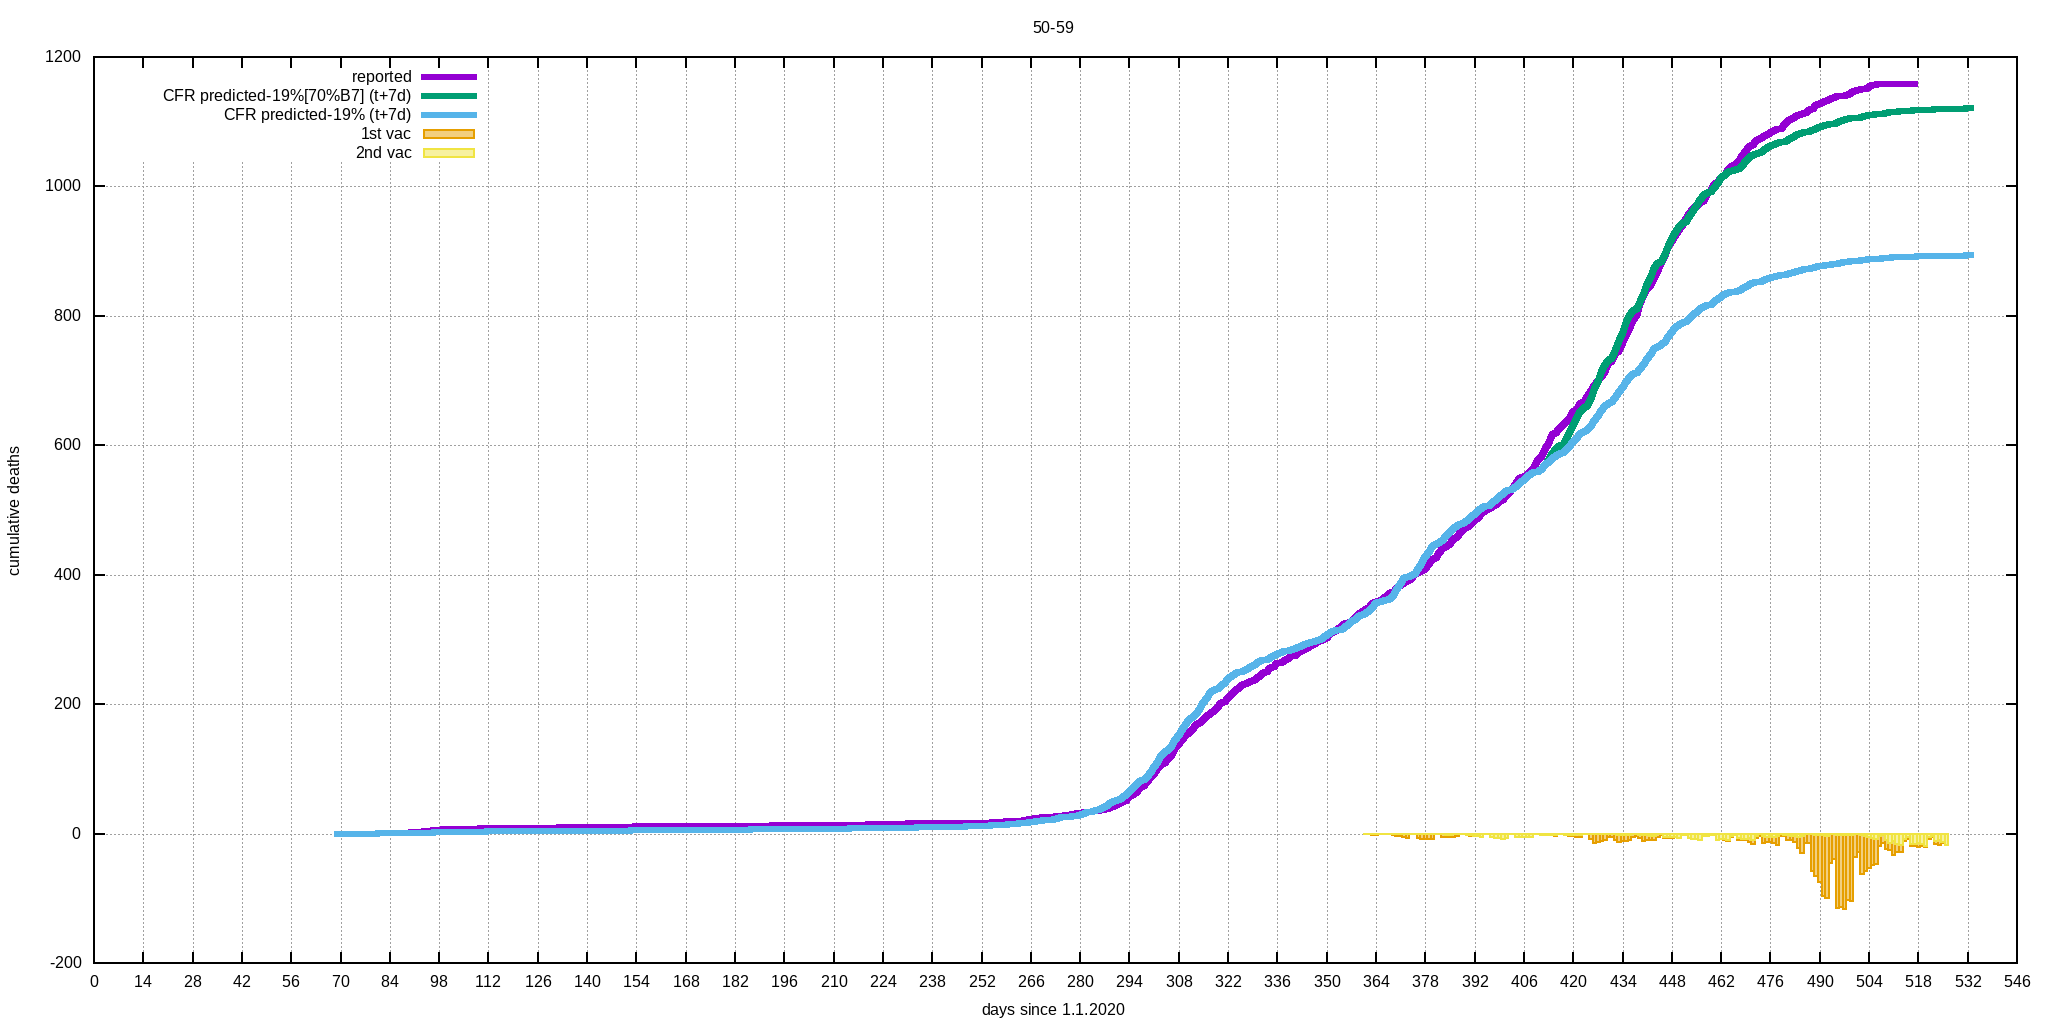 50-59
1200
1000
800
600
400
200
0
-200
cumulative deaths
reported
CFR predicted-19%[70%B7] (t+7d)
CFR predicted-19% (t+7d)
1st vac
2nd vac
0 14 28 42 56 70 84 98 112 126 140 154 168 182 196 210 224 238 252 266 280 294 308 322 336 350 364 378 392 406 420 434 448 462 476 490 504 518 532 546
days since 1.1.2020